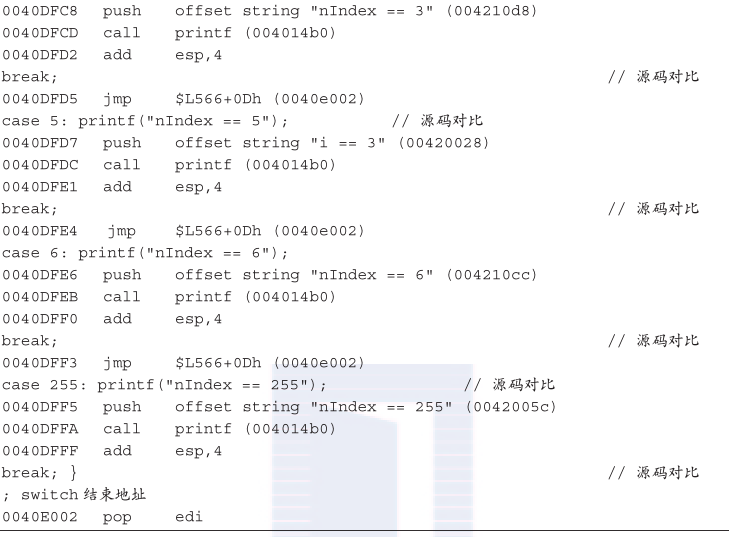 0040DFC8 push offset string "nIndex == 3" (004210d8)
0040DFCD call printf (004014b0)
0040DFD2 add esp,4
break; // 源码对比
0040DFD5 jmp $L566+0Dh (0040e002)
case 5: printf("nIndex == 5"); // 源码对比
0040DFD7 push offset string "i == 3" (00420028)
0040DFDC call printf (004014b0)
0040DFE1 add esp,4
break; // 源码对比
0040DFE4 jmp $L566+0Dh (0040e002)
case 6: printf("nIndex == 6");
0040DFE6 push offset string "nIndex == 6" (004210cc)
0040DFEB call printf (004014b0)
0040DFF0 add esp,4
break; // 源码对比
0040DFF3 jmp $L566+0Dh (0040e002)
case 255: printf("nIndex == 255"); // 源码对比
0040DFF5 push offset string "nIndex == 255" (0042005c)
0040DFFA call printf (004014b0)
0040DFFF add esp,4
break; } // 源码对比
; switch 结束地址
0040E002 pop edi